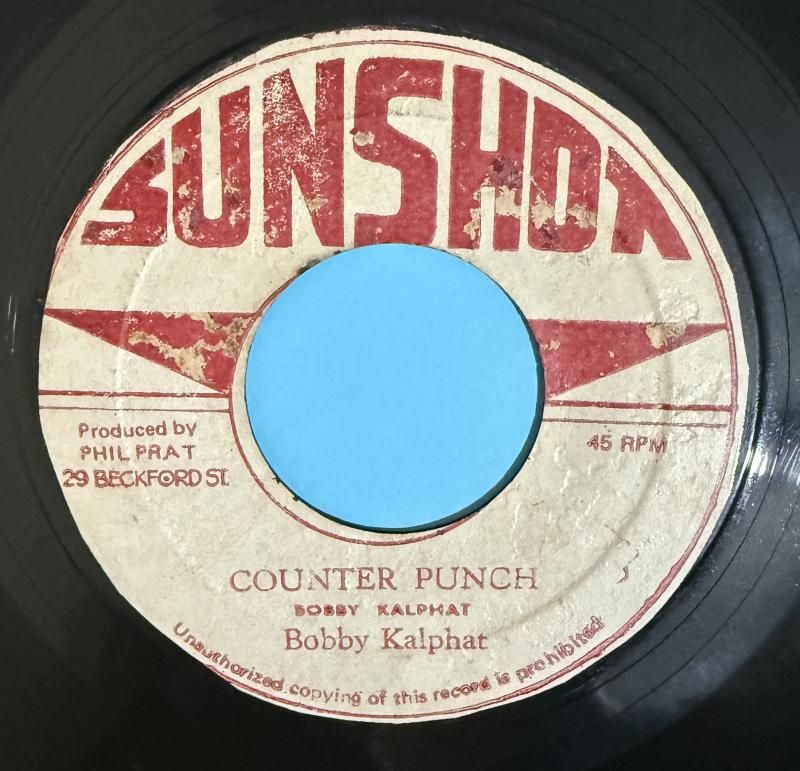 SUNSHOT
Produced by
PHIL PRAT
29 BECKFORD ST.
45 RPM
COUNTER PUNCH
BOBBY KALPHAT
Bobby Kalphat
Unauthorized copying of this record is prohibited